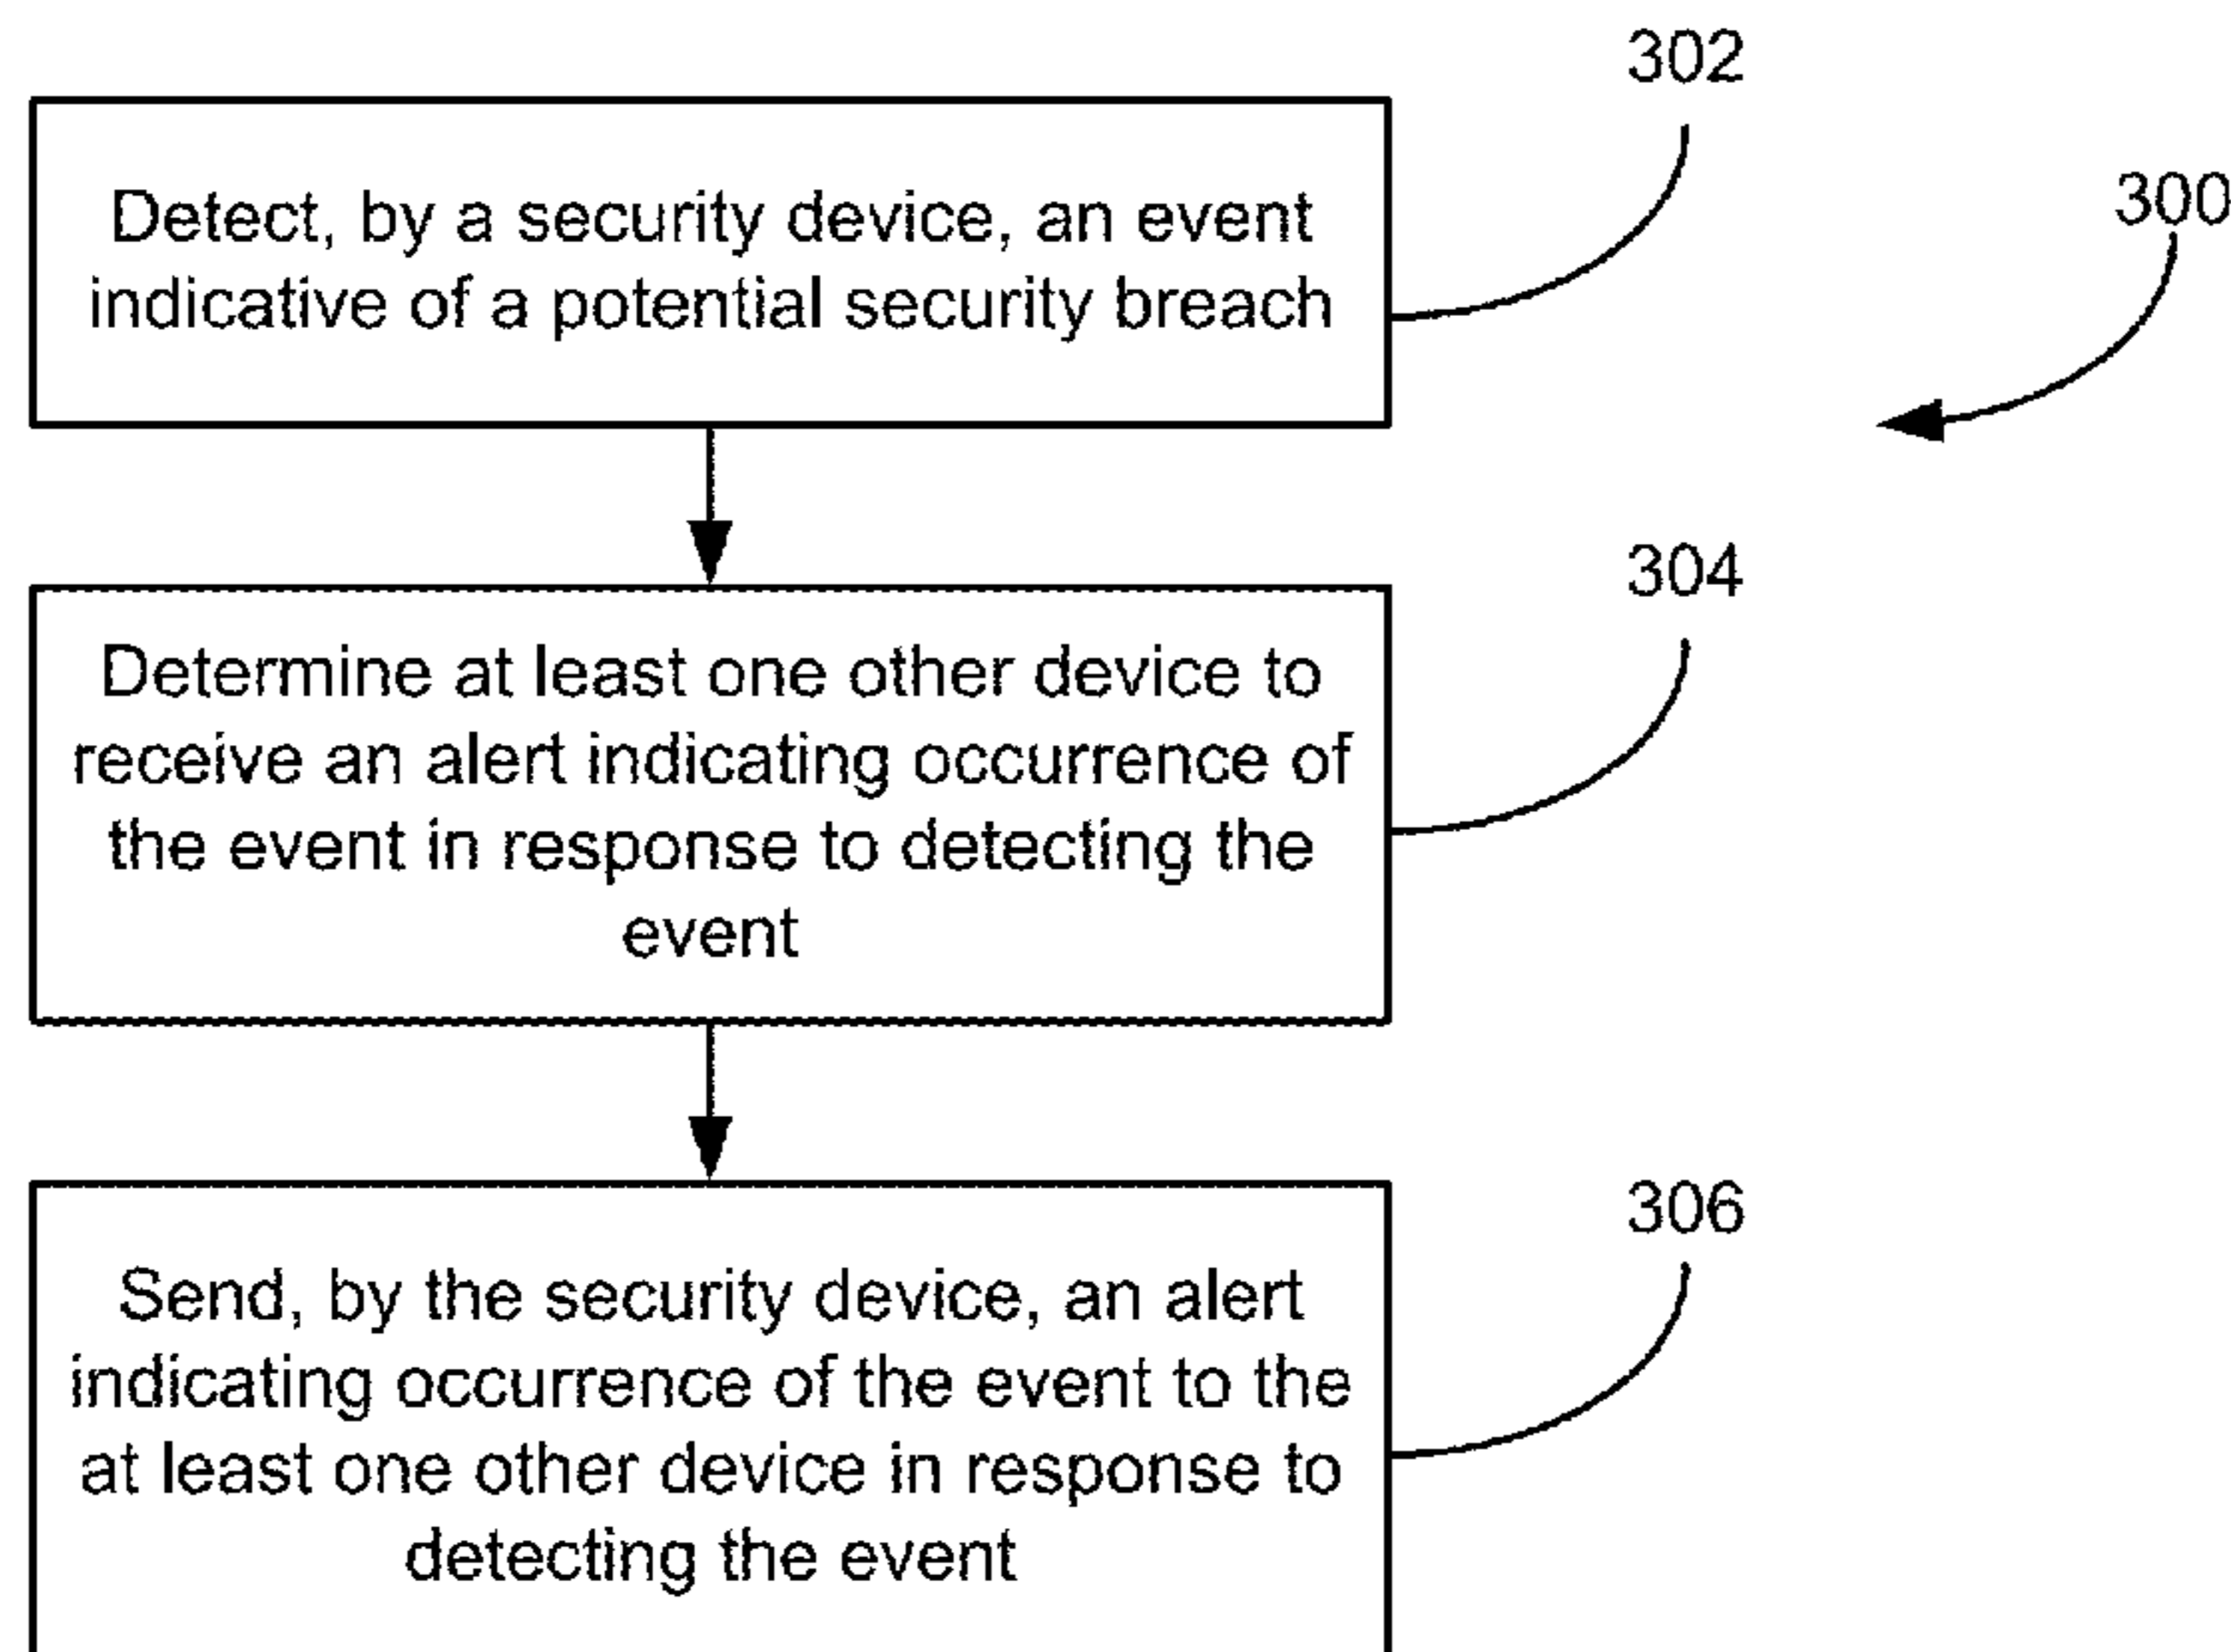 302
300
Detect, by a security device, an event
indicative of a potential security breach
304
Determine at least one other device to
receive an alert indicating occurrence of
the event in response to detecting the
event
306
Send, by the security device, an alert
indicating occurrence of the event to the
at least one other device in response to
detecting the event